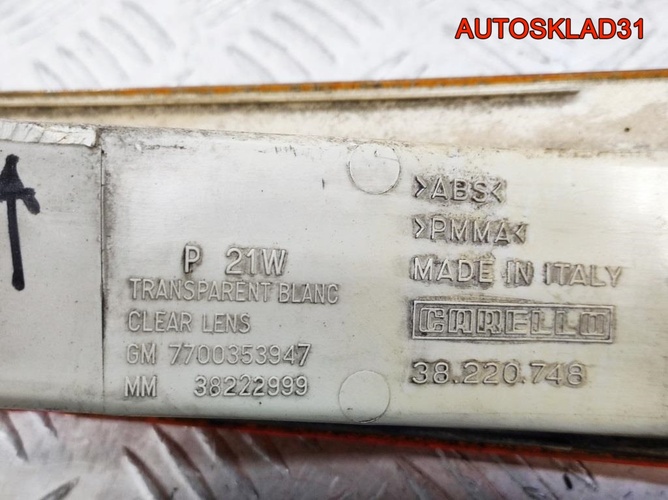 AUTOSKLAD31
P 21W
TRANSPARENT BLANC
CLEAR LENS
GM 7700353947
MM 38222999
>ABS<
>PMMA<
MADE IN ITALY
CARELLO
38.220.748